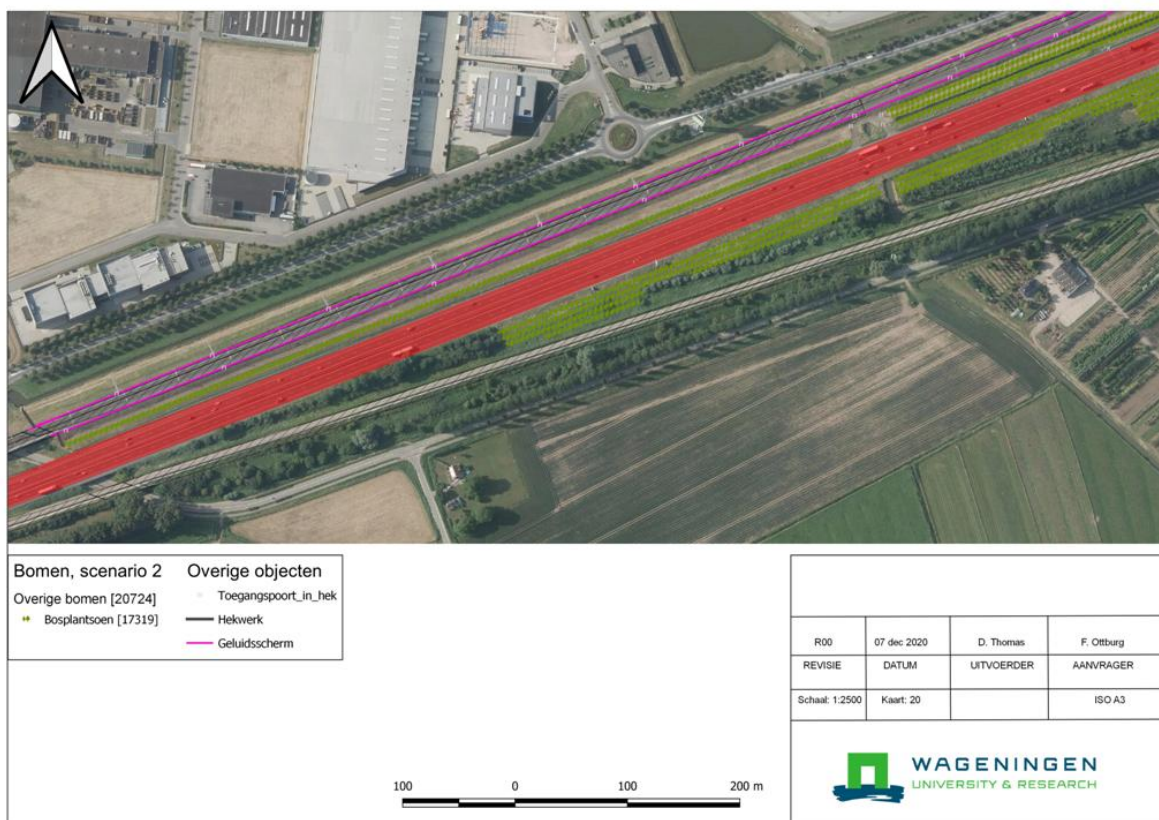 Bomen, scenario 2
Overige bomen [20724]
Bosplantsoen [17319]
Overige objecten
Toegangspoort_in_hek
Hekwerk
Geluidsscherm
100 0 100 200 m
R00 07 dec 2020 D. Thomas F. Ottburg
REVISIE DATUM UITVOERDER AANVRAGER
Schaal: 1:2500 Kaart: 20 ISO A3
WAGENINGEN
UNIVERSITY & RESEARCH